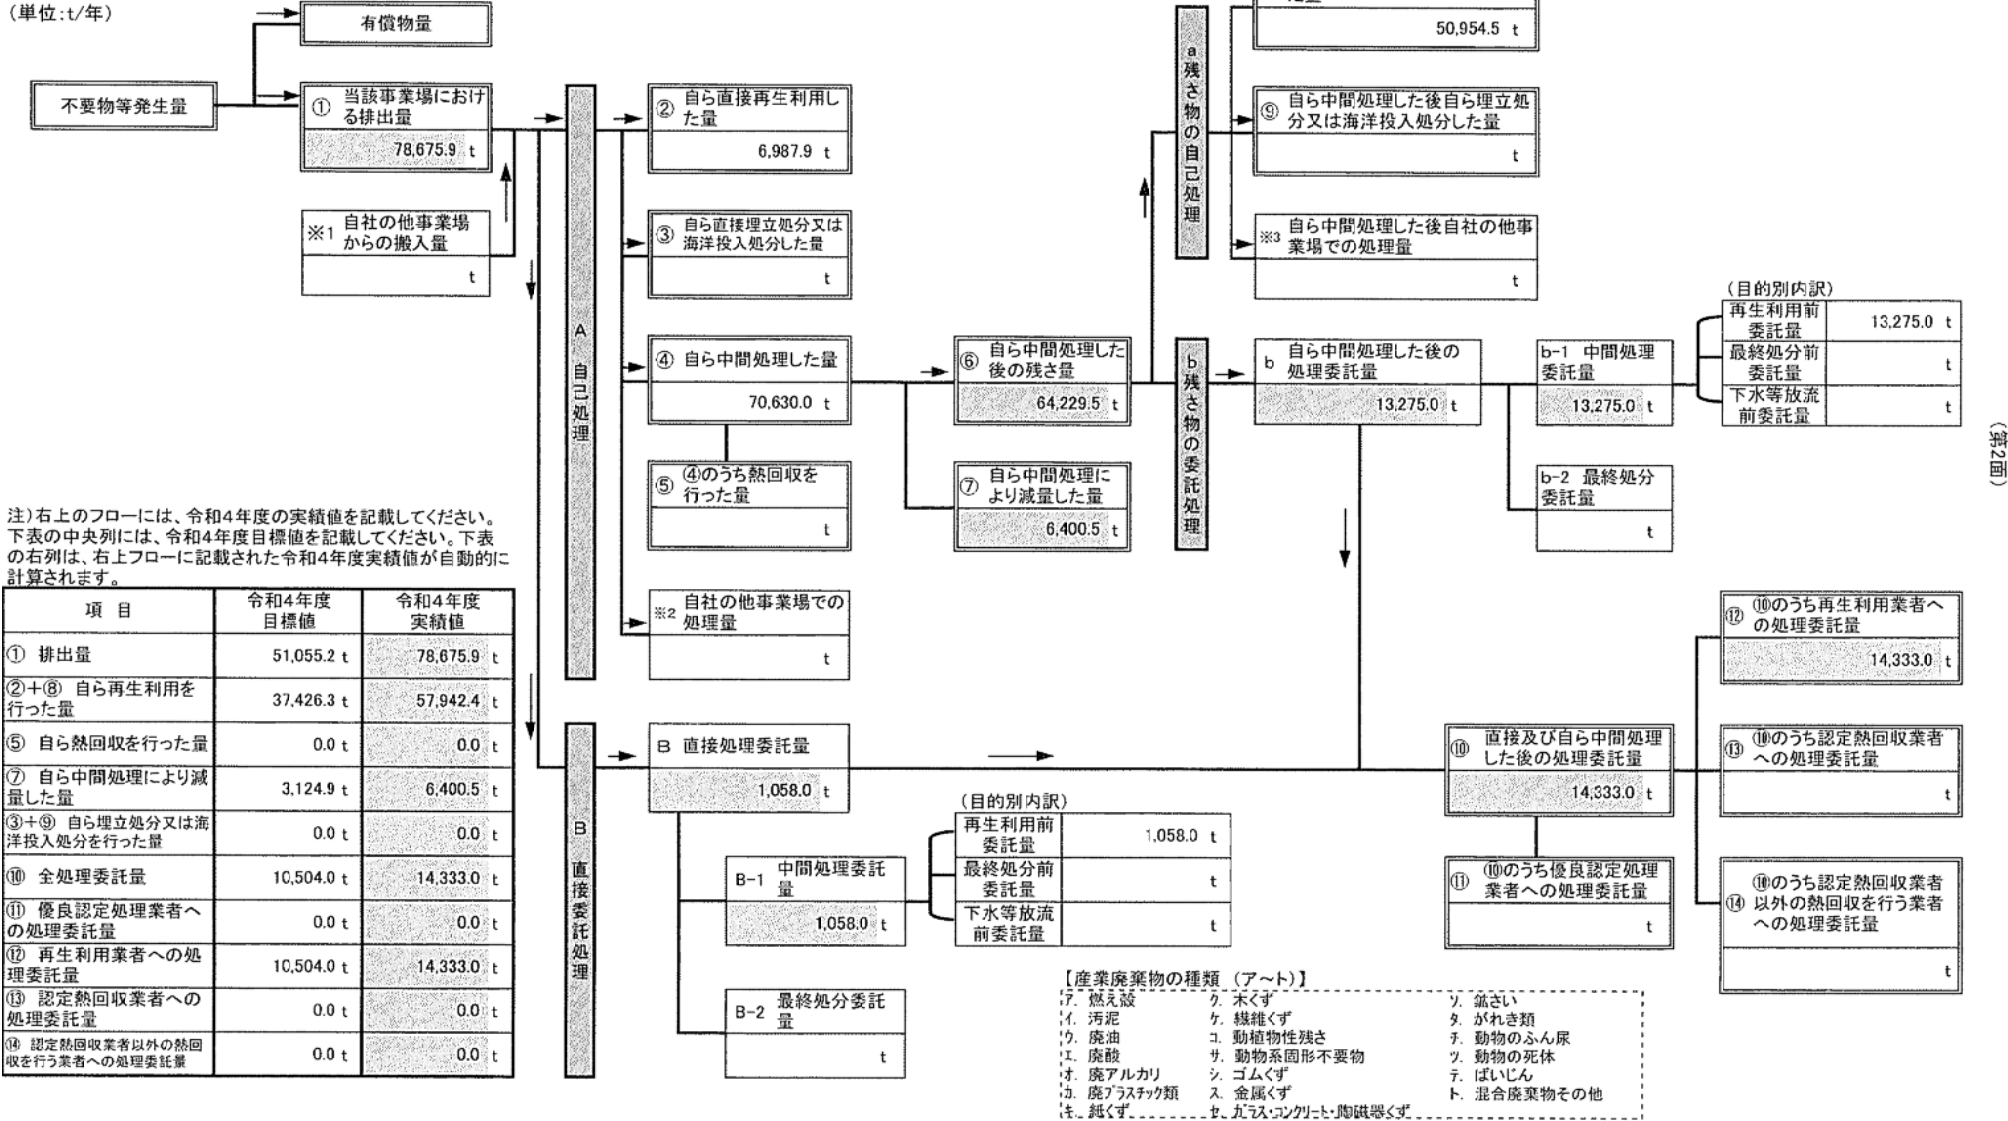 (単位:t/年)
有償物量
不要物等発生量
① 当該事業場におけ
る排出量
78,675.9 t
※1 自社の他事業場
からの搬入量
t
A 自己処理
② 自ら直接再生利用し
た量
6,987.9 t
③ 自ら直接埋立処分又は
海洋投入処分した量
t
④ 自ら中間処理した量
70,630.0 t
⑤ ④のうち熱回収を
行った量
t
※2 自社の他事業場での
処理量
t
⑥ 自ら中間処理した
後の残さ量
64,229.5 t
⑦ 自ら中間処理に
より減量した量
6,400.5 t
a 残さ物の自己処理
50,954.5 t
⑨ 自ら中間処理した後自ら埋立処
分又は海洋投入処分した量
t
※3 自ら中間処理した後自社の他事
業場での処理量
t
b 残さ物の委託処理
b 自ら中間処理した後の
処理委託量
13,275.0 t
b-1 中間処理
委託量
13,275.0 t
b-2 最終処分
委託量
t
(目的別内訳)
再生利用前
委託量
13,275.0 t
最終処分前
委託量
t
下水等放流
前委託量
t
(第2面)
注)右上のフローには、令和4年度の実績値を記載してください。
下表の中央列には、令和4年度目標値を記載してください。下表
の右列は、右上フローに記載された令和4年度実績値が自動的に
計算されます。
項 目
令和4年度
目標値
令和4年度
実績値
① 排出量
51,055.2 t
78,675.9 t
②+⑧ 自ら再生利用を
行った量
37,426.3 t
57,942.4 t
⑤ 自ら熱回収を行った量
0.0 t
0.0 t
⑦ 自ら中間処理により減
量した量
3,124.9 t
6,400.5 t
③+⑨ 自ら埋立処分又は海
洋投入処分を行った量
0.0 t
0.0 t
⑩ 全処理委託量
10,504.0 t
14,333.0 t
⑪ 優良認定処理業者へ
の処理委託量
0.0 t
0.0 t
⑫ 再生利用業者への処
理委託量
10,504.0 t
14,333.0 t
⑬ 認定熱回収業者への
処理委託量
0.0 t
0.0 t
⑭ 認定熱回収業者以外の熱回
収を行う業者への処理委託量
0.0 t
0.0 t
B 直接委託処理
B 直接処理委託量
1,058.0 t
B-1 中間処理委託
量
1,058.0 t
B-2 最終処分委託
量
t
(目的別内訳)
再生利用前
委託量
1,058.0 t
最終処分前
委託量
t
下水等放流
前委託量
t
⑩ 直接及び自ら中間処理
した後の処理委託量
14,333.0 t
⑪ ⑩のうち優良認定処理
業者への処理委託量
t
⑫ ⑩のうち再生利用業者へ
の処理委託量
14,333.0 t
⑬ ⑩のうち認定熱回収業者
への処理委託量
t
⑭ ⑩のうち認定熱回収業者
以外の熱回収を行う業者
への処理委託量
t
【産業廃棄物の種類 (ア~ト)】
ア. 燃え殻
イ. 汚泥
ウ. 廃油
エ. 廃酸
オ. 廃アルカリ
カ. 廃プラスチック類
キ. 紙くず
ク. 木くず
ケ. 繊維くず
コ. 動植物性残さ
サ. 動物系固形不要物
シ. ゴムくず
ス. 金属くず
セ. ガラス・コンクリート・陶磁器くず
ソ. 鉱さい
タ. がれき類
チ. 動物のふん尿
ツ. 動物の死体
テ. ばいじん
ト. 混合廃棄物その他